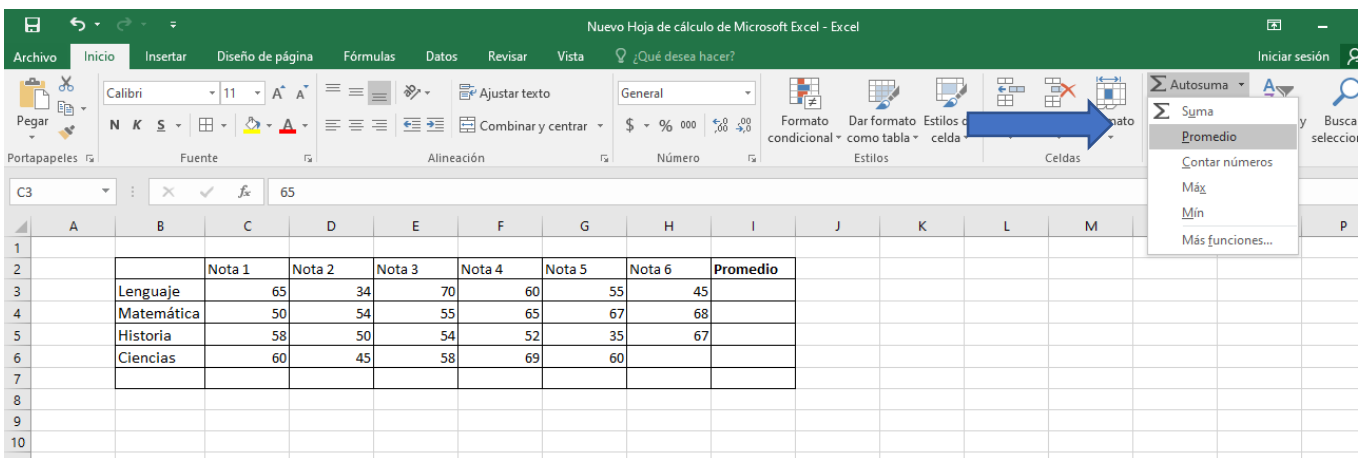 Nuevo Hoja de cálculo de Microsoft Excel - Excel
Archivo Inicio Insertar Diseño de página Fórmulas Datos Revisar Vista ¿Qué desea hacer? Iniciar sesión
Calibri 11 A A Ajustar texto General Autosuma
Pegar N K S A Combinar y centrar $ % 000 Formato condicional Dar formato como tabla Estilos celda y Busca seleccion
Portapapeles Fuente Alineación Número Estilos Celdas
Suma
Promedio
Contar números
Máx
Mín
Más funciones...
C3 fx 65
A B C D E F G H I J K L M P
1
2 Nota 1 Nota 2 Nota 3 Nota 4 Nota 5 Nota 6 Promedio
3 Lenguaje 65 34 70 60 55 45
4 Matemática 50 54 55 65 67 68
5 Historia 58 50 54 52 35 67
6 Ciencias 60 45 58 69 60
7
8
9
10